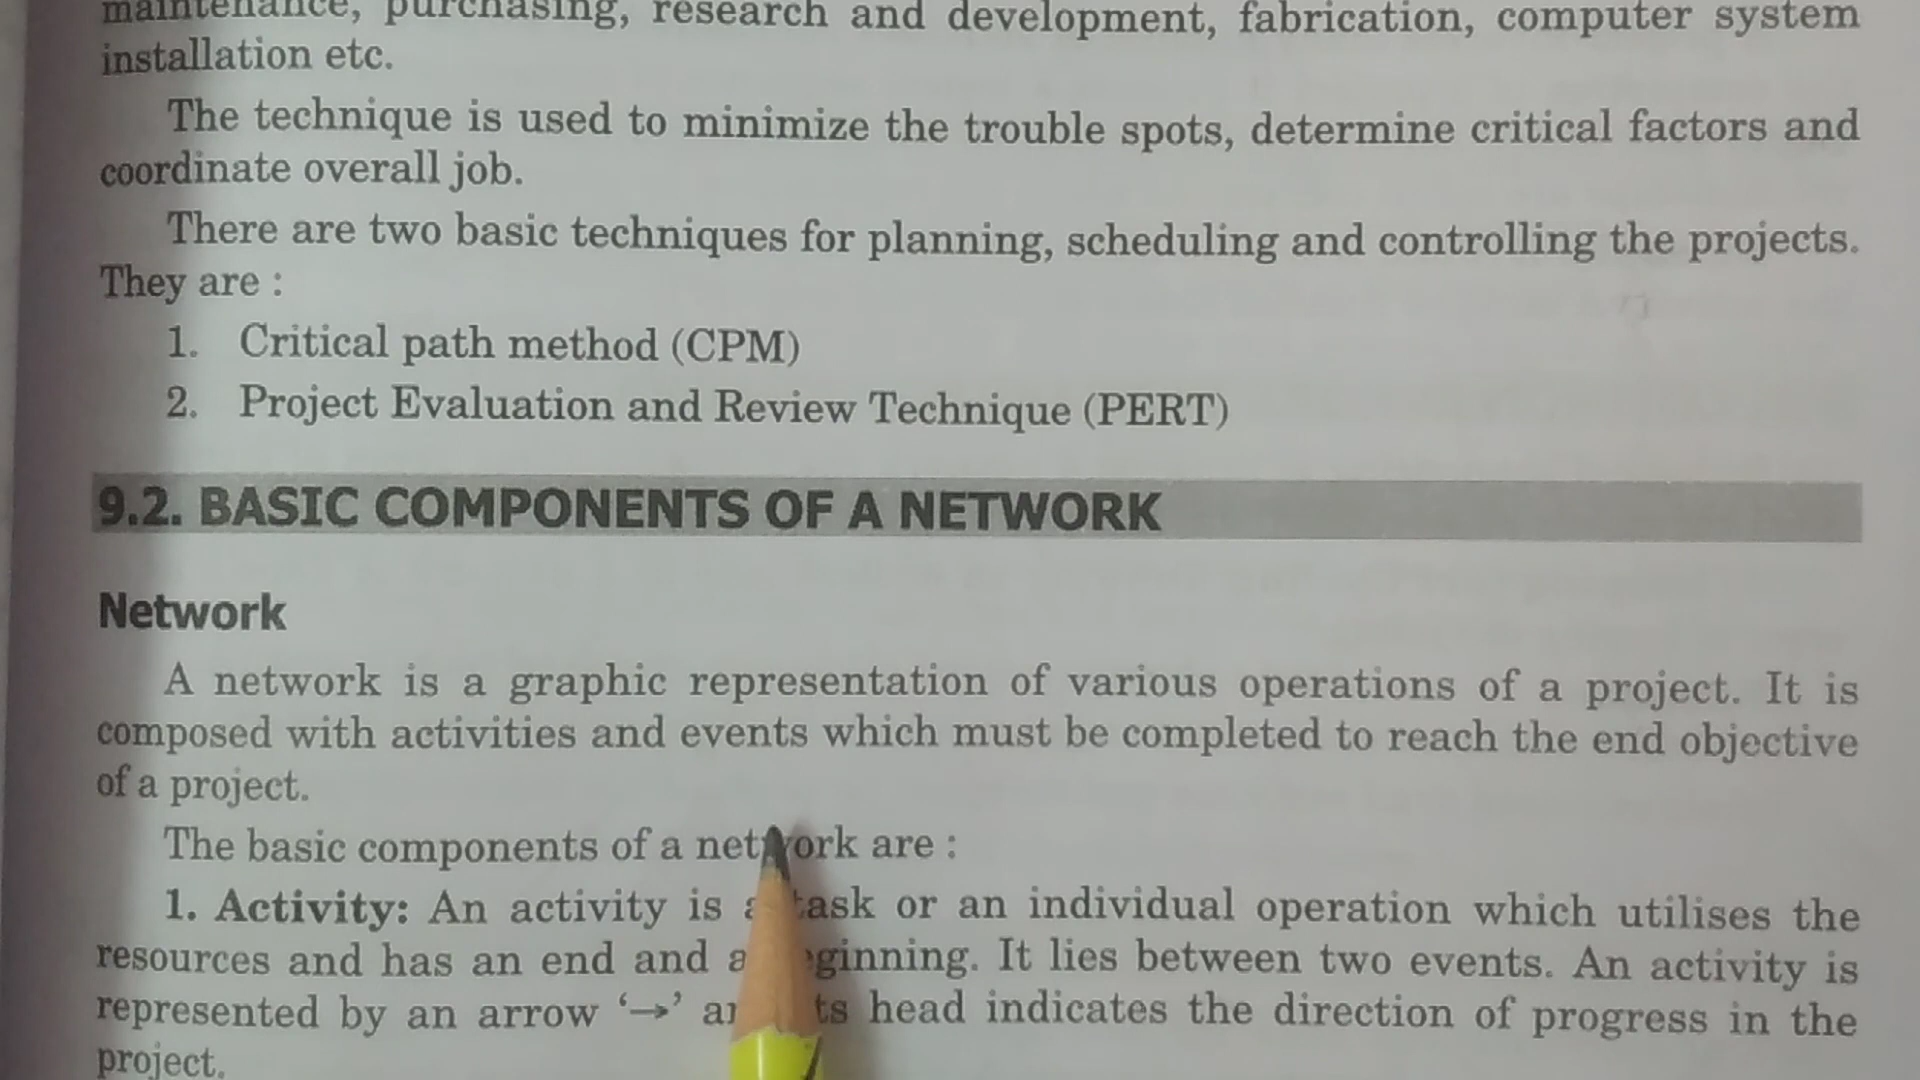 maintenance, purchasing, research and development, fabrication, computer system
installation etc.
The technique is used to minimize the trouble spots, determine critical factors and
coordinate overall job.
There are two basic techniques for planning, scheduling and controlling the projects.
They are :
1. Critical path method (CPM)
2. Project Evaluation and Review Technique (PERT)
9.2. BASIC COMPONENTS OF A NETWORK
Network
A network is a graphic representation of various operations of a project. It is
composed with activities and events which must be completed to reach the end objective
of a project.
The basic components of a network are :
1. Activity: An activity is a task or an individual operation which utilises the
resources and has an end and a ginning. It lies between two events. An activity is
represented by an arrow ‘→’ ts head indicates the direction of progress in the
project.